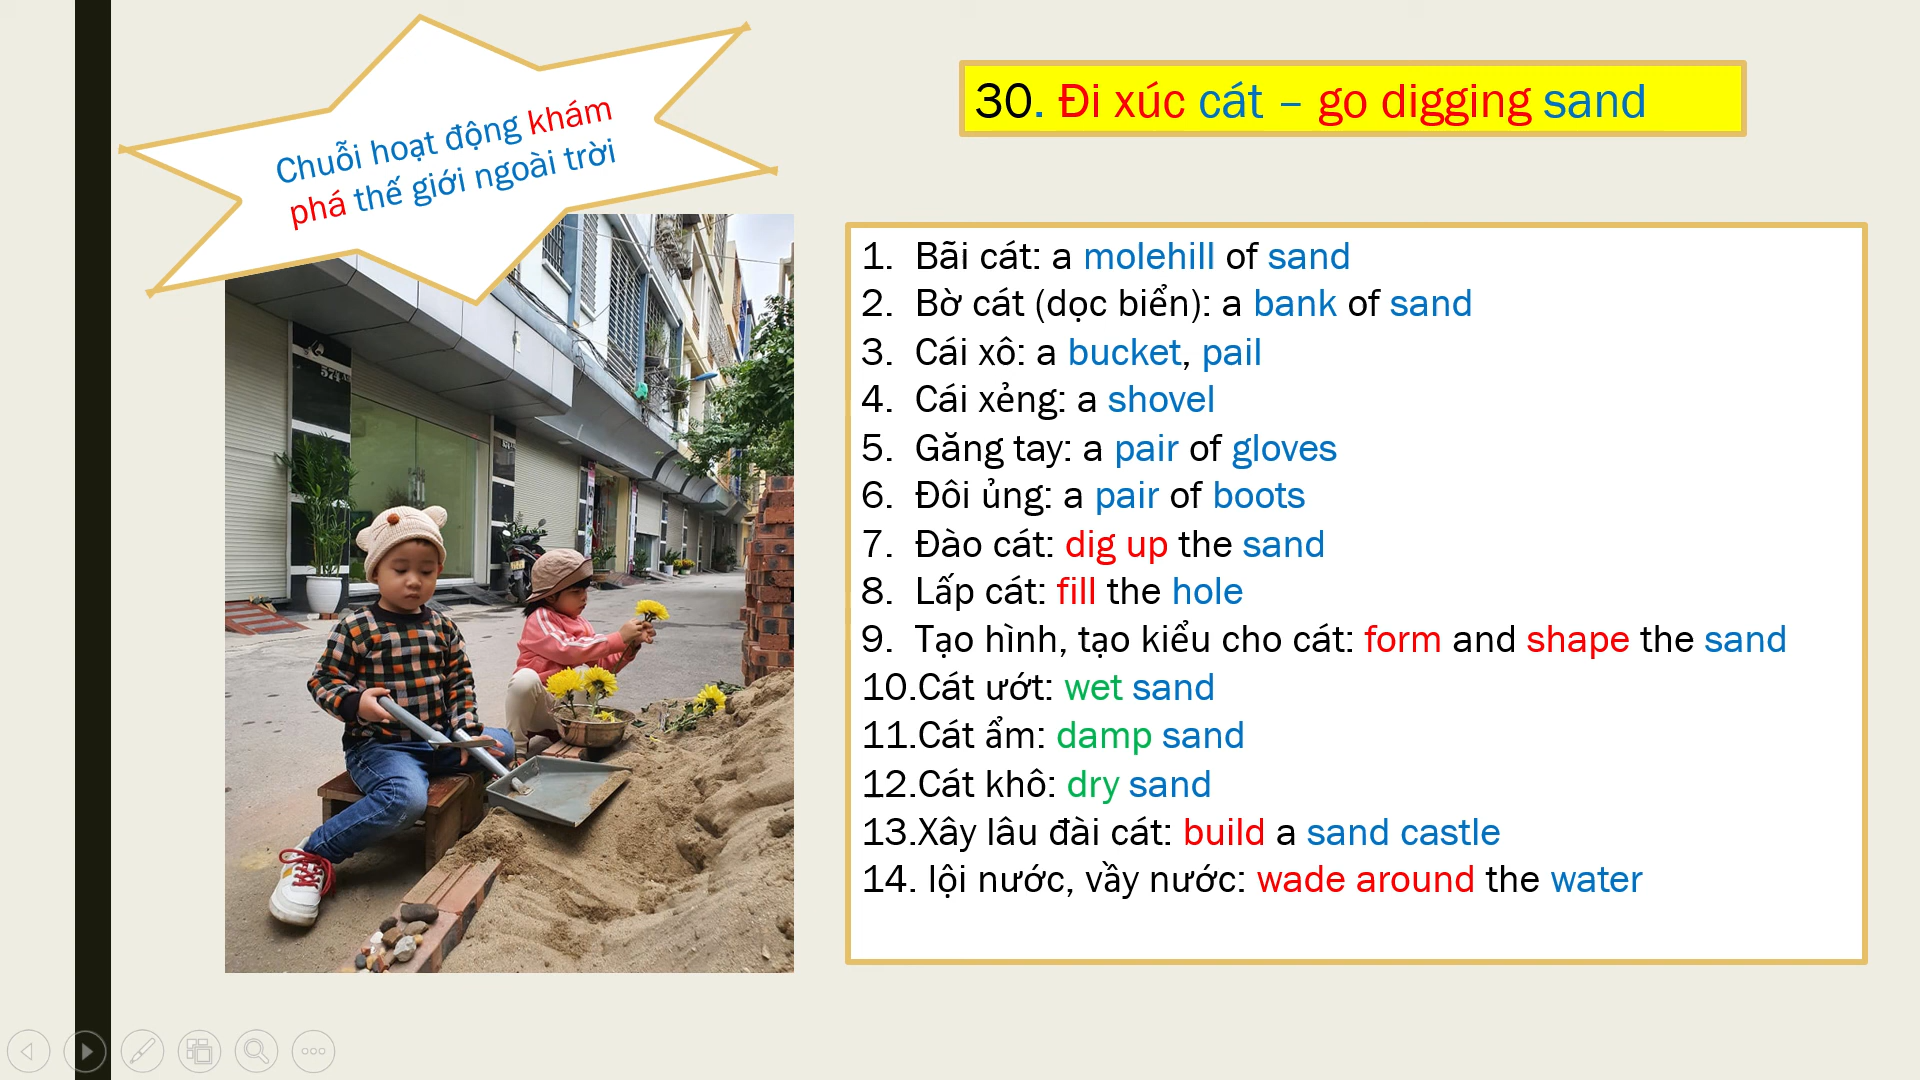 Chuỗi hoạt động khám
phá thế giới ngoài trời
30. Đi xúc cát – go digging sand
1. Bãi cát: a molehill of sand
2. Bờ cát (dọc biển): a bank of sand
3. Cái xô: a bucket, pail
4. Cái xẻng: a shovel
5. Găng tay: a pair of gloves
6. Đôi ủng: a pair of boots
7. Đào cát: dig up the sand
8. Lấp cát: fill the hole
9. Tạo hình, tạo kiểu cho cát: form and shape the sand
10.Cát ướt: wet sand
11.Cát ẩm: damp sand
12.Cát khô: dry sand
13.Xây lâu đài cát: build a sand castle
14. lội nước, vầy nước: wade around the water